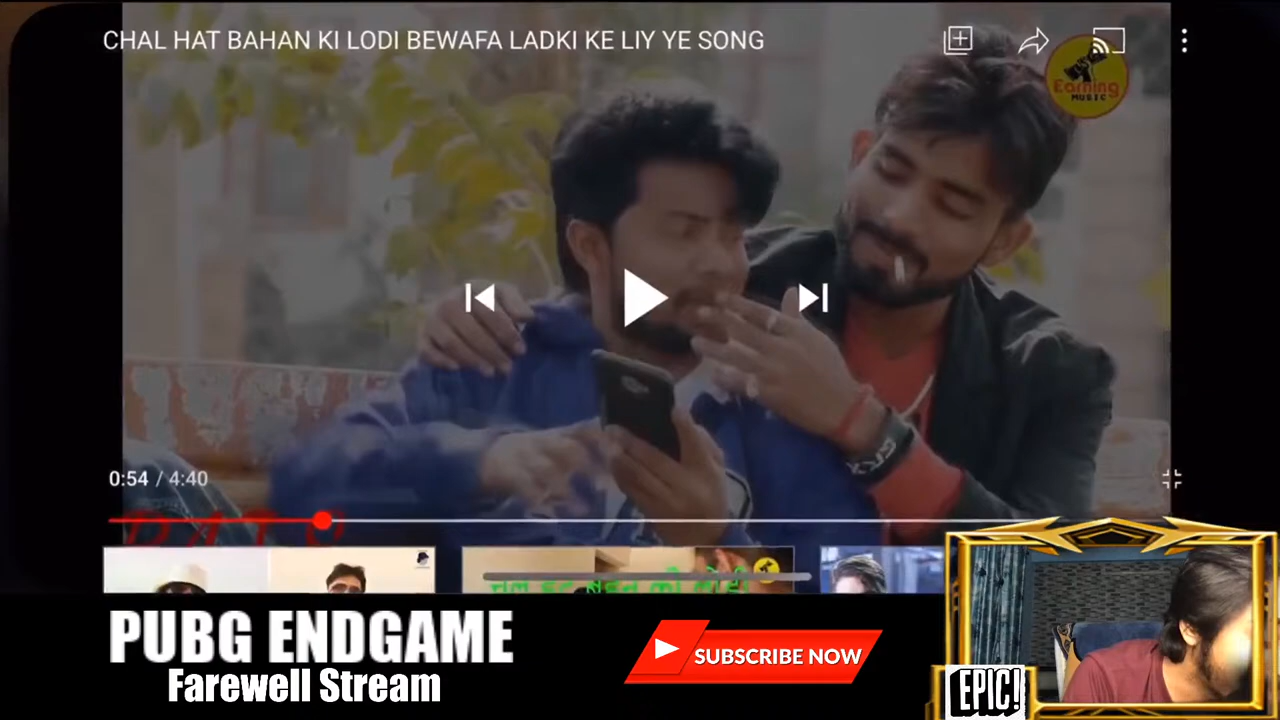 CHAL HAT BAHAN KI LODI BEWAFA LADKI KE LIY YE SONG
Earning
MUSIC
0:54 / 4:40
PUBG ENDGAME
Farewell Stream
SUBSCRIBE NOW
EPIC!